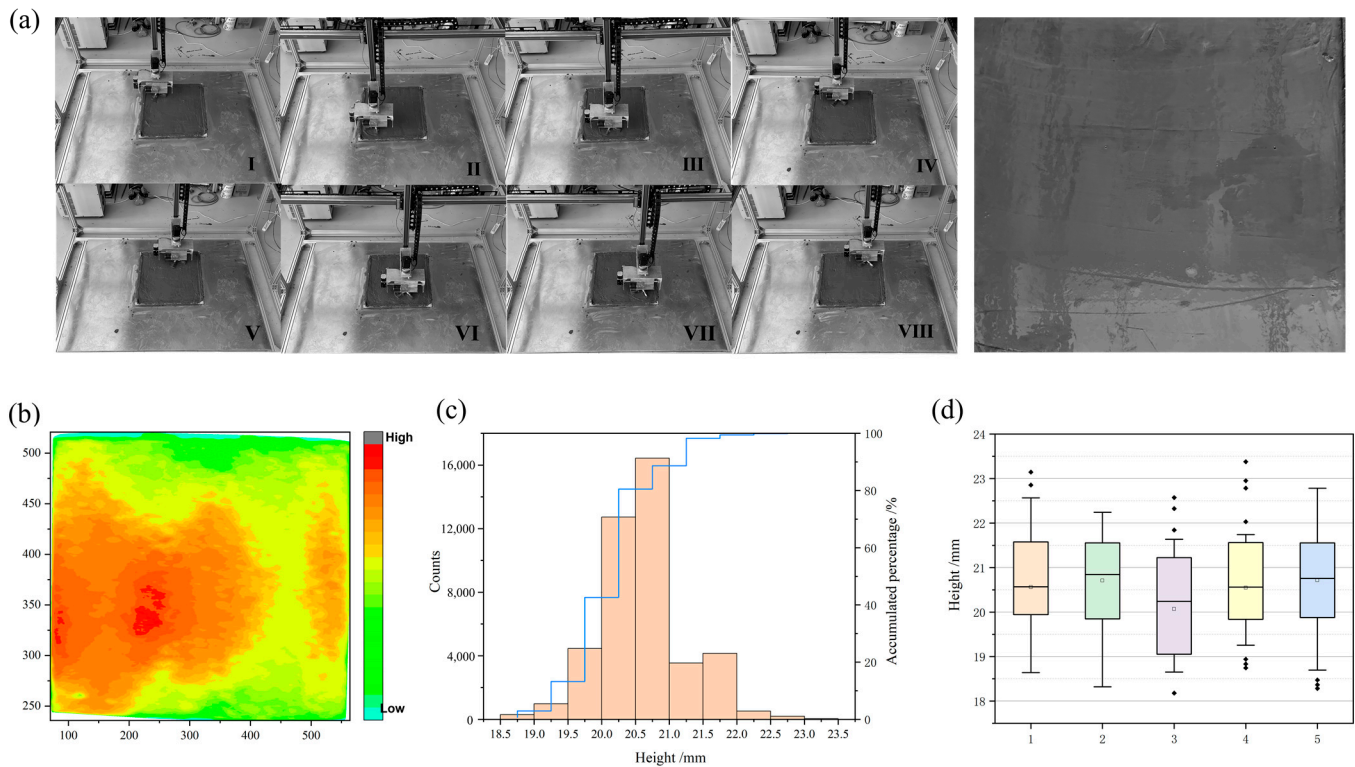 (a)
I II III IV
V VI VII VIII
(b)
High
Low
500
450
400
350
300
250
100 200 300 400 500
(c)
16,000
12,000
8,000
4,000
0
Counts
100
80
60
40
20
0
Accumulated percentage /%
18.5 19.0 19.5 20.0 20.5 21.0 21.5 22.0 22.5 23.0 23.5
Height /mm
(d)
24
23
22
21
20
19
18
Height /mm
1 2 3 4 5